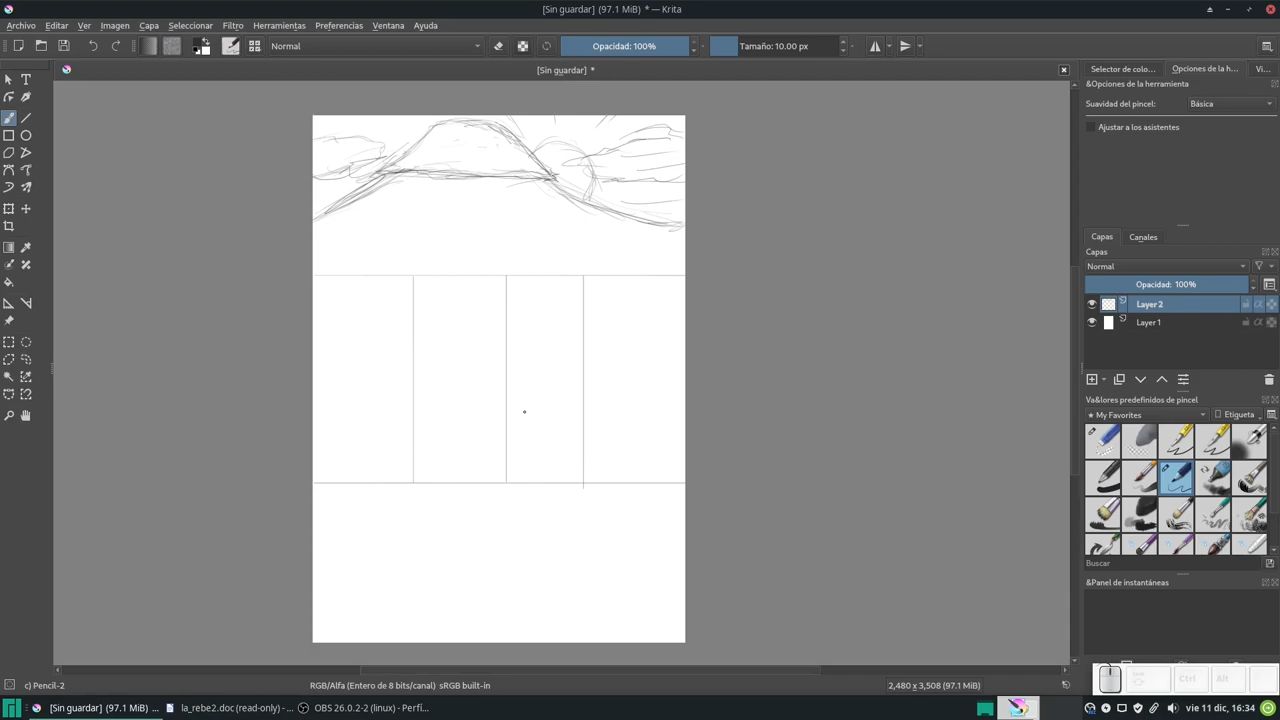 [Sin guardar] (97.1 MiB) * — Krita
Archivo Editar Ver Imagen Capa Seleccionar Filtro Herramientas Preferencias Ventana Ayuda
Normal
Opacidad: 100%
Tamaño: 10.00 px
[Sin guardar] *
Selector de colo...
Opciones de la h...
Vi...
&Opciones de la herramienta
Suavidad del pincel:
Básica
Ajustar a los asistentes
Capas
Canales
Capas
Normal
Opacidad: 100%
Layer 2
Layer 1
Va&lores predefinidos de pincel
★ My Favorites
Etiqueta
Buscar
&Panel de instantáneas
Ctrl
Alt
c) Pencil-2
RGB/Alfa (Entero de 8 bits/canal) sRGB built-in
2,480 x 3,508 (97.1 MiB)
[Sin guardar] (97.1 MiB) * ...
la_rebe2.doc (read-only) - ...
OBS 26.0.2-2 (linux) - Perfi...
vie 11 dic, 16:34